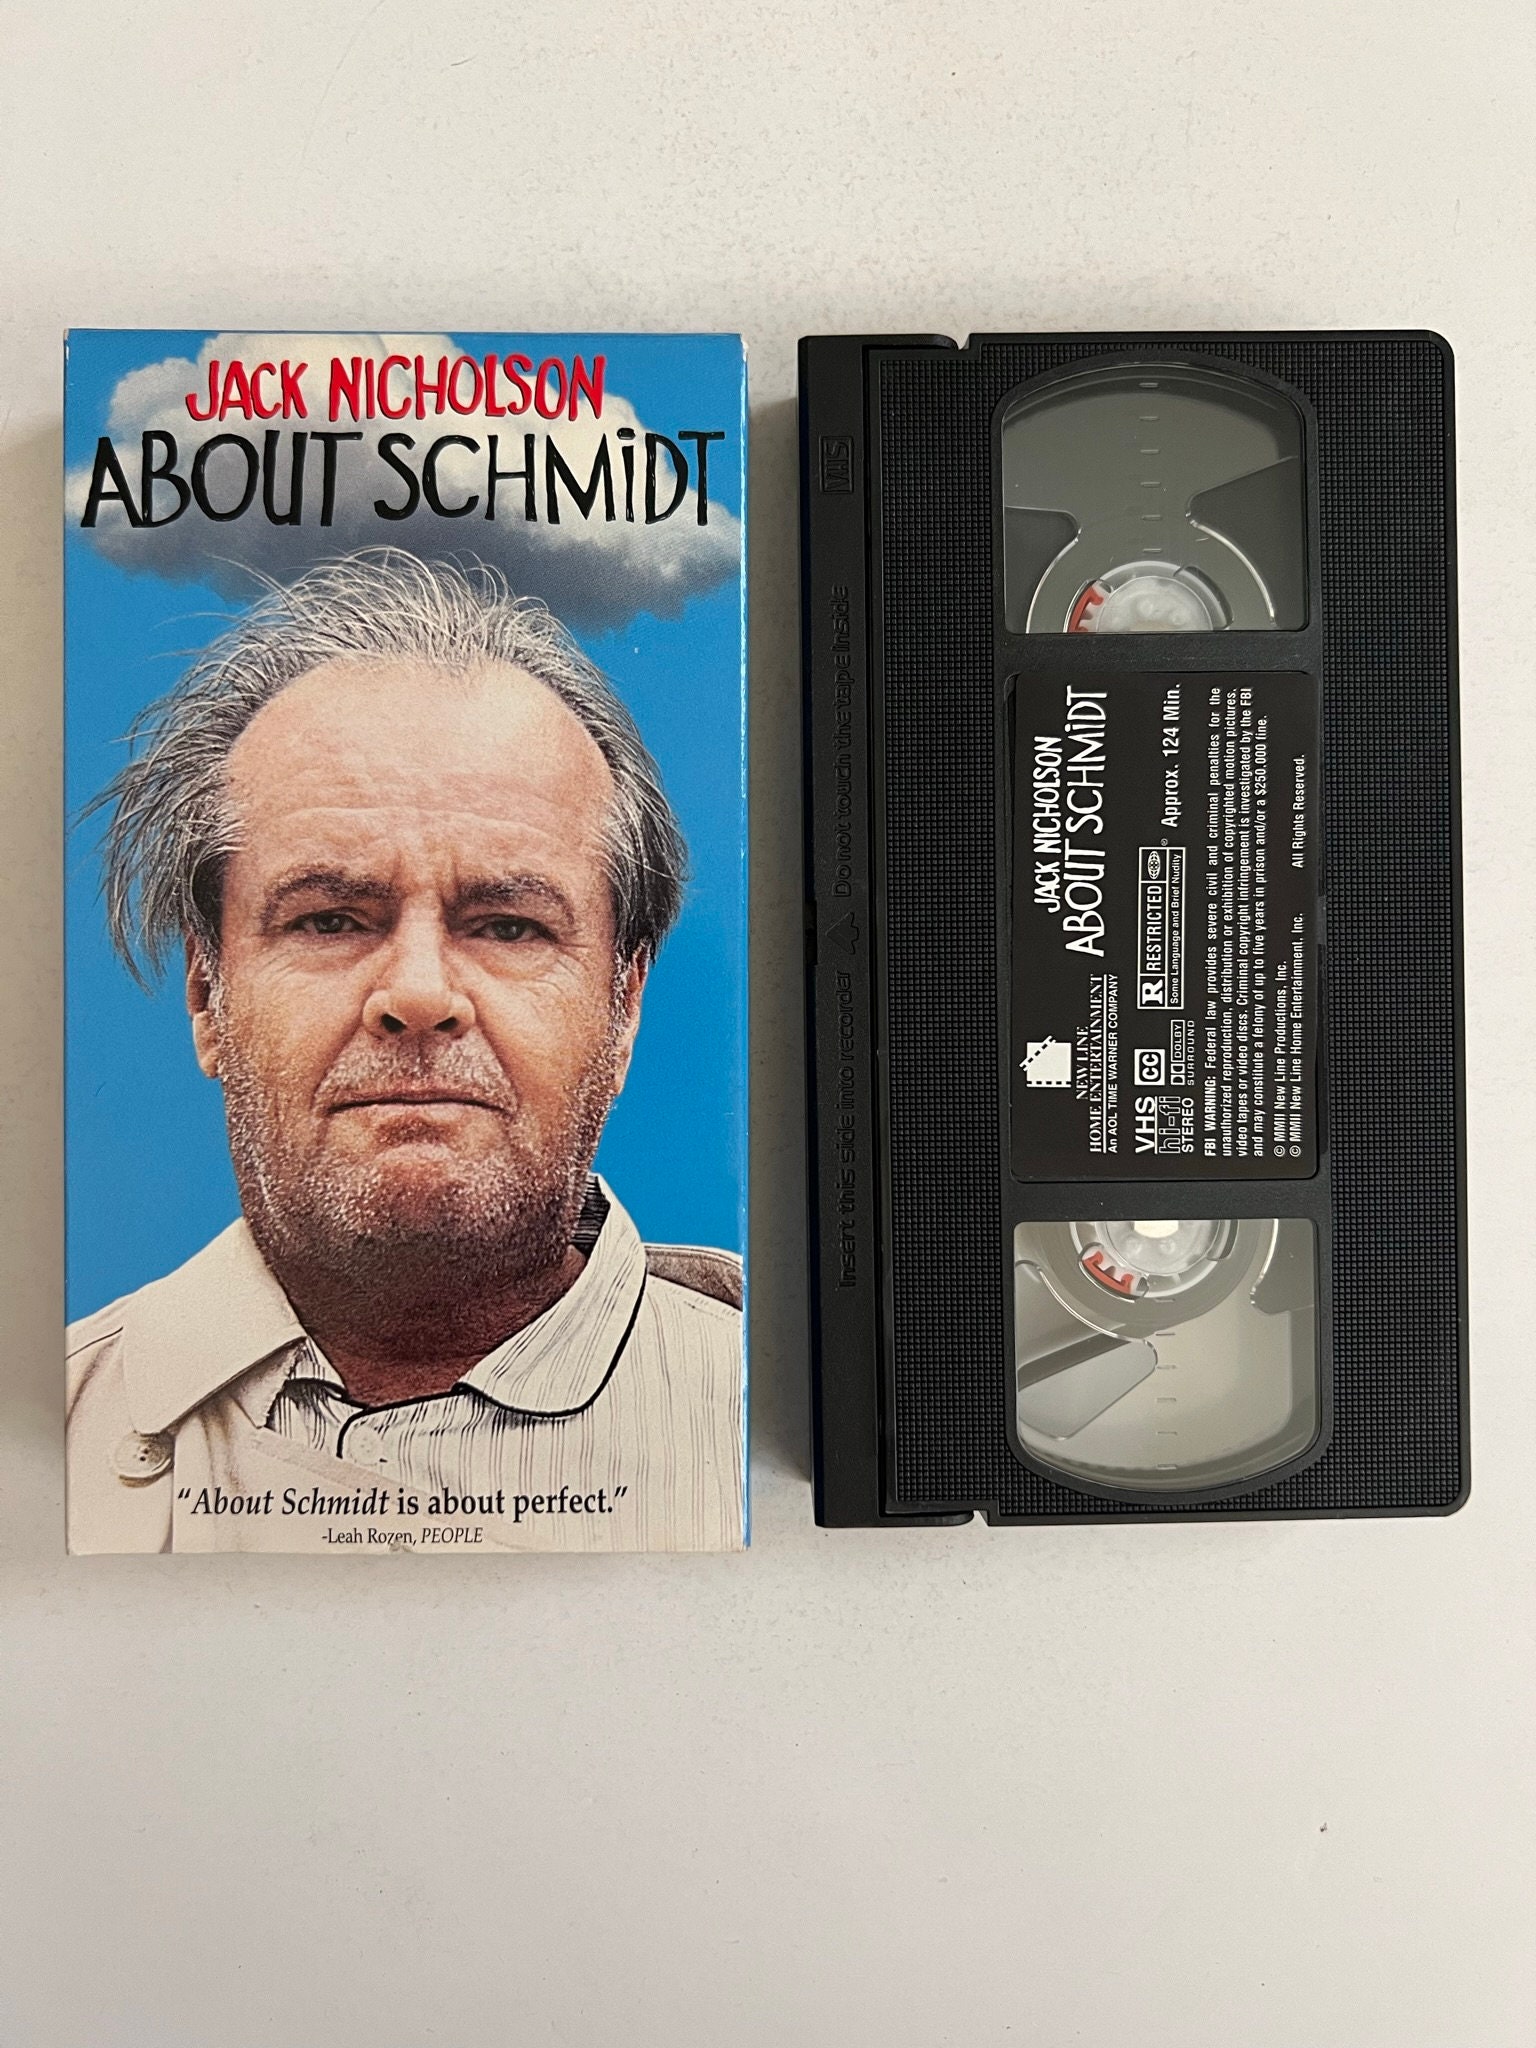 JACK NICHOLSON
ABOUT SCHMiDT
“About Schmidt is about perfect.”
-Leah Rozen, PEOPLE
VHS
Insert this side into recorder
Do not touch the tape inside
NEW LINE
HOME ENTERTAINMENT
An AOL TIME WARNER COMPANY
JACK NICHOLSON
ABOUT SCHMiDT
VHS
hi-fi
STEREO
CC
DOLBY
SURROUND
R RESTRICTED ®
Some Language and Brief Nudity
Approx. 124 Min.
FBI WARNING: Federal law provides severe civil and criminal penalties for the
unauthorized reproduction, distribution or exhibition of copyrighted motion pictures,
video tapes or video discs. Criminal copyright infringement is investigated by the FBI
and may constitute a felony of up to five years in prison and/or a $250,000 fine.
© MMII New Line Productions, Inc.
© MMIII New Line Home Entertainment, Inc. All Rights Reserved.